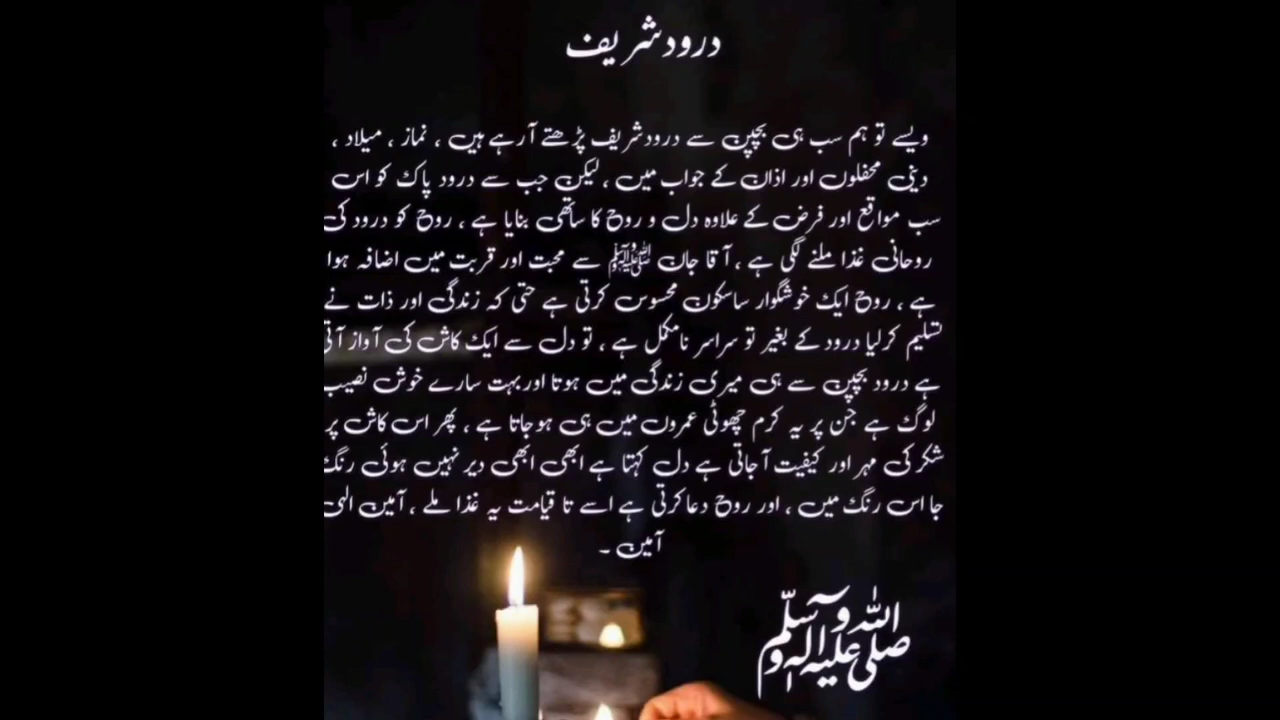 درود شریف
ویسے تو ہم سب ہی بچپن سے درود شریف پڑھتے آرہے ہیں ، نماز ، میلاد ،
دینی محفلوں اور اذان کے جواب میں ، لیکن جب سے درود پاک کو اس
سب مواقع اور فرض کے علاوہ دل و روح کا ساتھی بنایا ہے ، روح کو درود کی
روحانی غذا ملنے لگی ہے ، آقا جان ﷺ سے محبت اور قربت میں اضافہ ہوا
ہے ، روح ایک خوشگوار ساسکون محسوس کرتی ہے حتی کہ زندگی اور ذات نے
تسلیم کرلیا درود کے بغیر تو سراسر نامکمل ہے ، تو دل سے ایک کاش کی آواز آتی
ہے درود بچپن سے ہی میری زندگی میں ہوتا اور بہت سارے خوش نصیب
لوگ ہے جن پر یہ کرم چھوٹی عمروں میں ہی ہوجاتا ہے ، پھر اس کاش پر
شکر کی مہر اور کیفیت آجاتی ہے دل کہتا ہے ابھی ابھی دیر نہیں ہوئی رنگ
جا اس رنگ میں ، اور روح دعا کرتی ہے اسے تا قیامت یہ غذا ملے ، آمین الہی
آمین ۔
صلی اللہ علیہ وآلہ وسلم